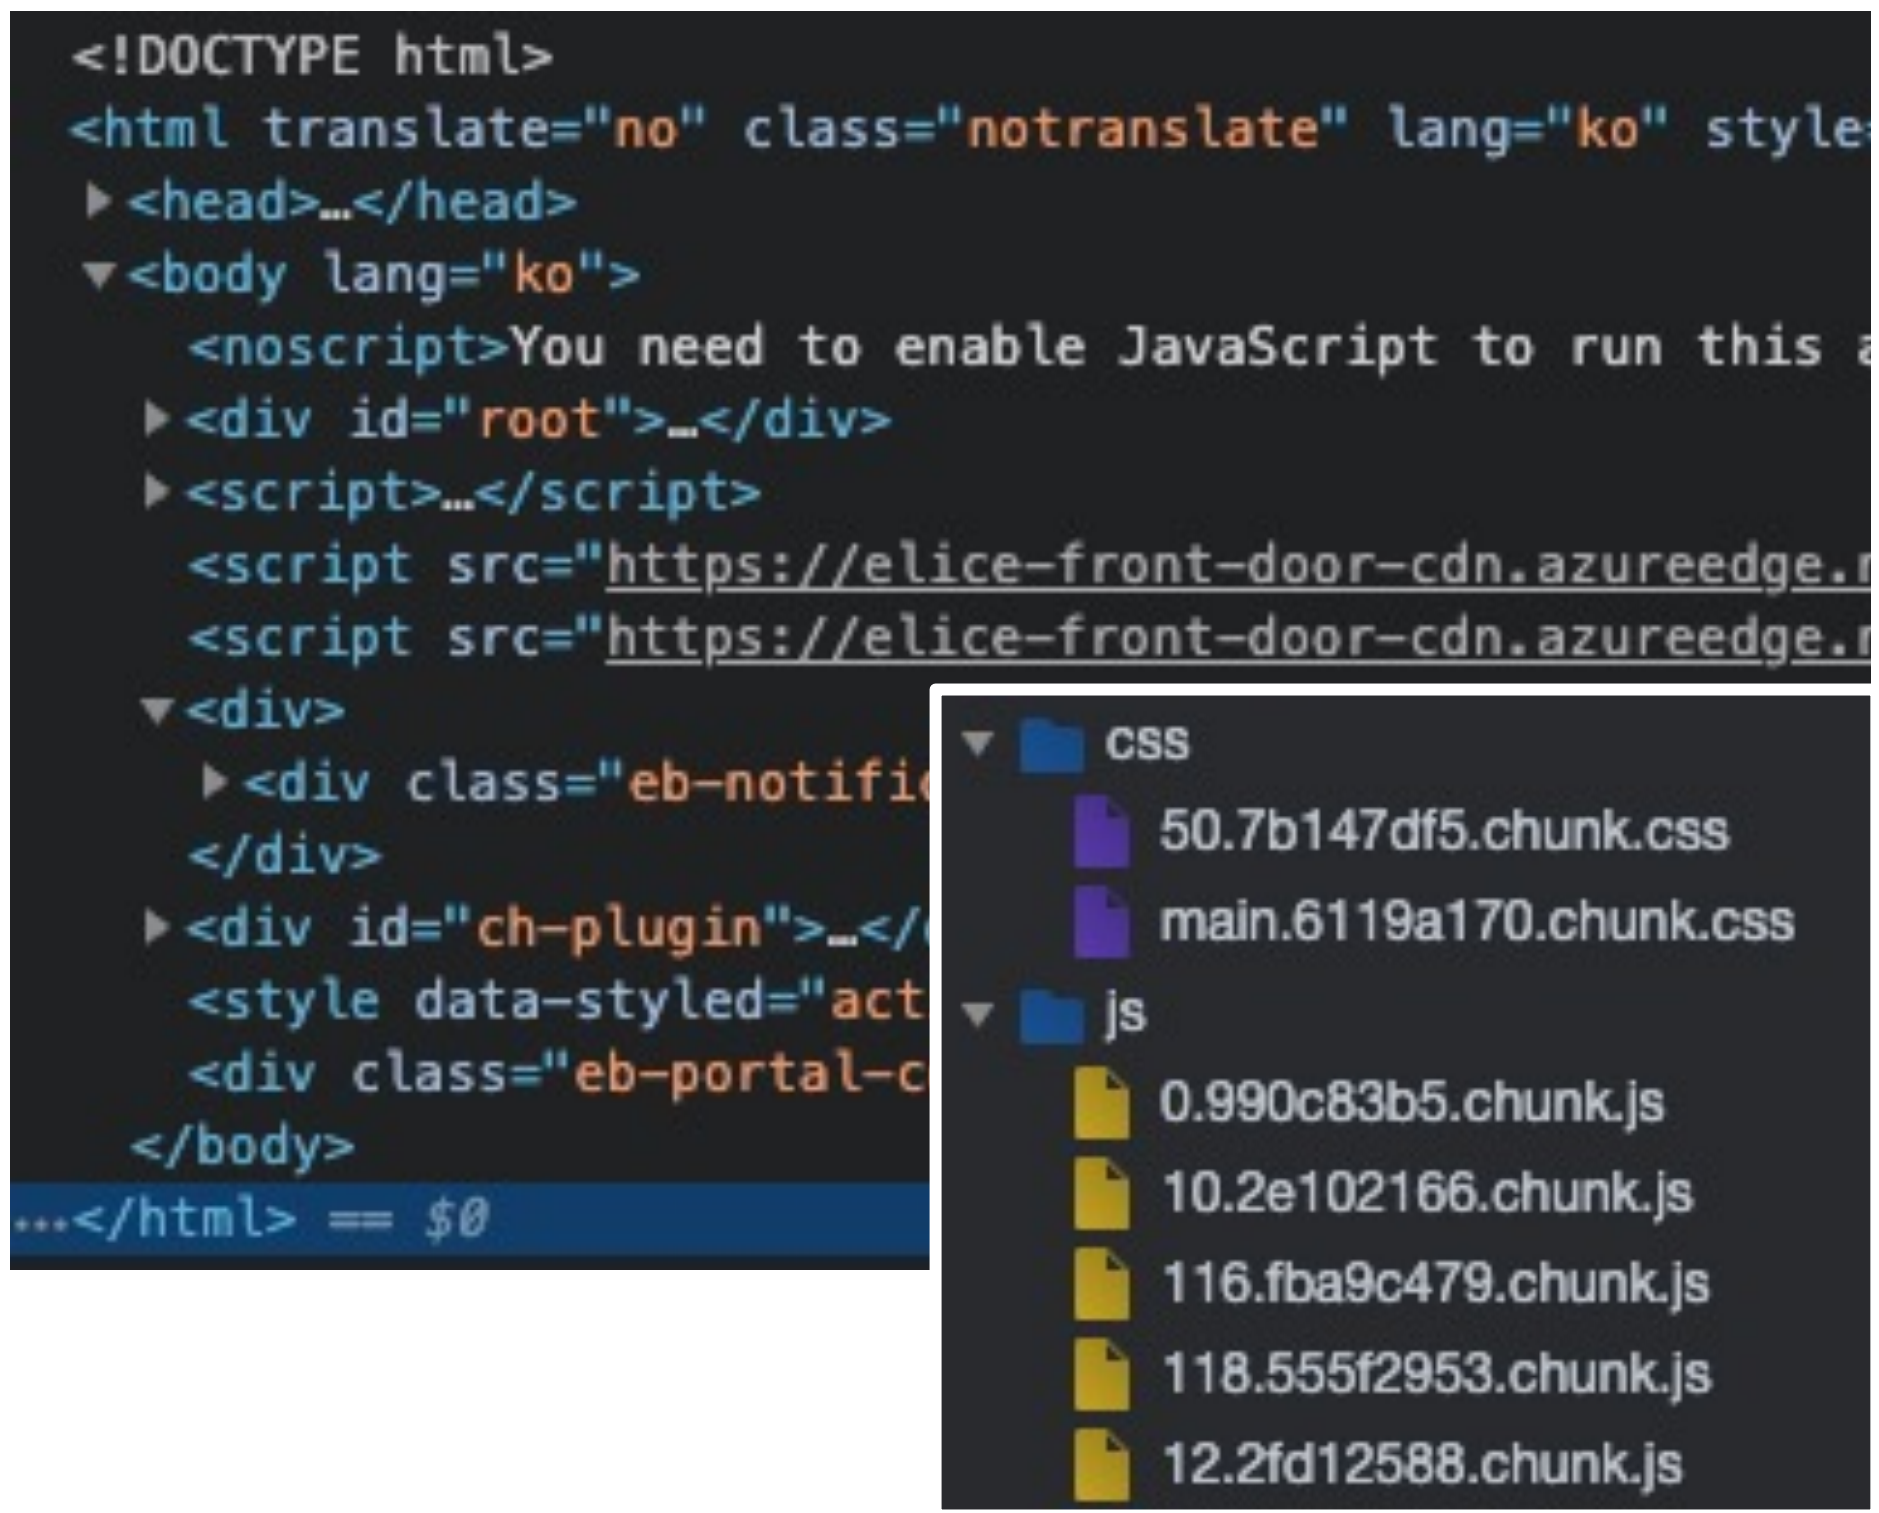 <!DOCTYPE html>
<html translate="no" class="notranslate" lang="ko" style=
<head>…</head>
<body lang="ko">
<noscript>You need to enable JavaScript to run this a
<div id="root">…</div>
<script>…</script>
<script src="https://elice-front-door-cdn.azureedge.n
<script src="https://elice-front-door-cdn.azureedge.n
<div>
<div class="eb-notific
</div>
<div id="ch-plugin">…</
<style data-styled="act
<div class="eb-portal-c
</body>
…</html> == $0
css
50.7b147df5.chunk.css
main.6119a170.chunk.css
js
0.990c83b5.chunk.js
10.2e102166.chunk.js
116.fba9c479.chunk.js
118.555f2953.chunk.js
12.2fd12588.chunk.js